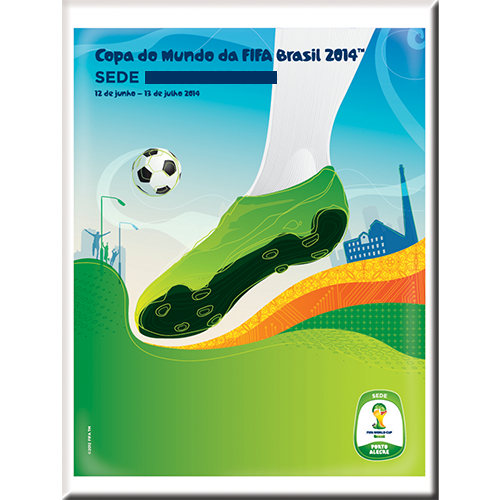 Copa do Mundo da FIFA Brasil 2014™
SEDE
12 de junho – 13 de julho 2014
SEDE
FIFA WORLD CUP
Brasil
PORTO
ALEGRE